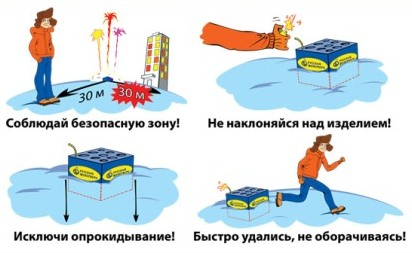 30 м
30 м
Соблюдай безопасную зону!
Не наклоняйся над изделием!
Исключи опрокидывание!
Быстро удались, не оборачиваясь!